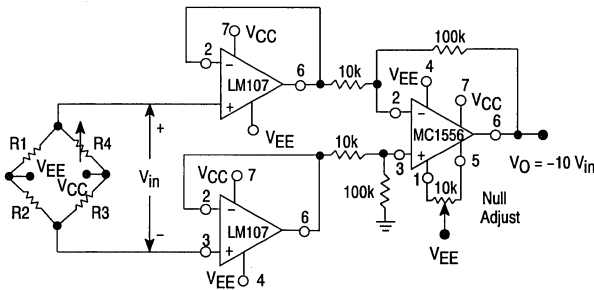 7 VCC
2
6
LM107
VEE
100k
10k
VEE 4
2
7
VCC
6
MC1556
3
1
5
VO = –10 Vin
10k
Null
Adjust
VEE
R1
R4
VEE
VCC
R2
R3
+
Vin
–
10k
100k
VCC 7
2
6
LM107
3
VEE 4
–
+
–
+
–
+